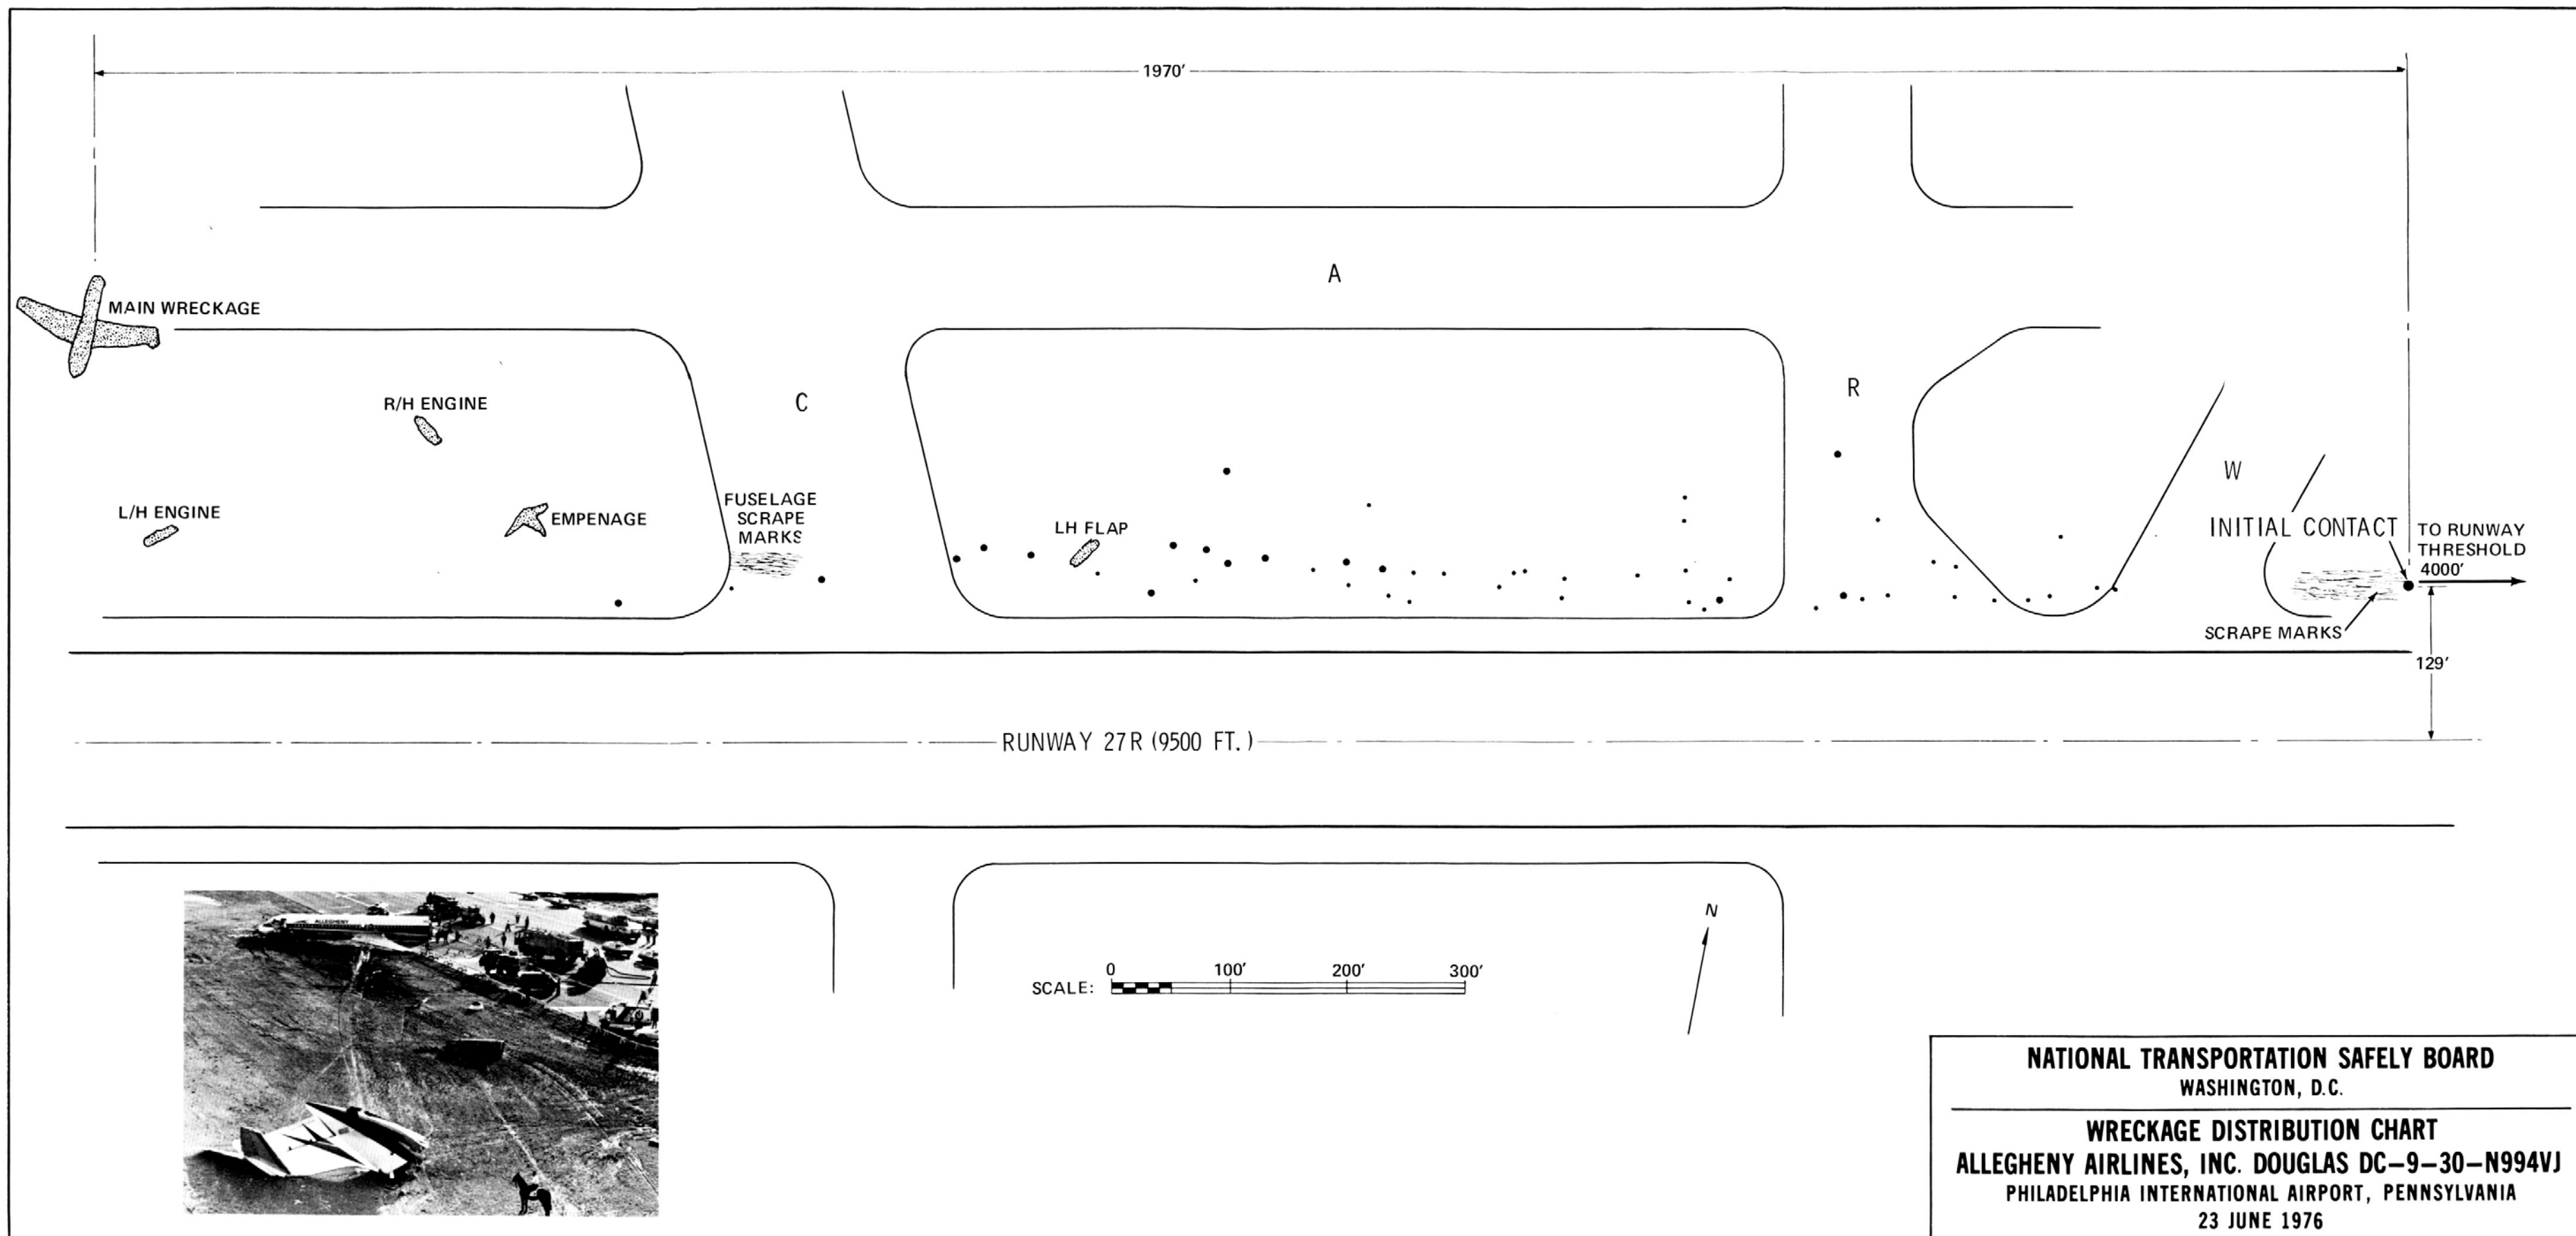 1970'
A
MAIN WRECKAGE
R/H ENGINE
C
R
W
L/H ENGINE
EMPENAGE
FUSELAGE
SCRAPE
MARKS
LH FLAP
INITIAL CONTACT
TO RUNWAY
THRESHOLD
4000'
SCRAPE MARKS
129'
RUNWAY 27R (9500 FT.)
ALLEGHENY
N
SCALE:
0 100' 200' 300'
NATIONAL TRANSPORTATION SAFELY BOARD
WASHINGTON, D.C.
WRECKAGE DISTRIBUTION CHART
ALLEGHENY AIRLINES, INC. DOUGLAS DC–9–30–N994VJ
PHILADELPHIA INTERNATIONAL AIRPORT, PENNSYLVANIA
23 JUNE 1976